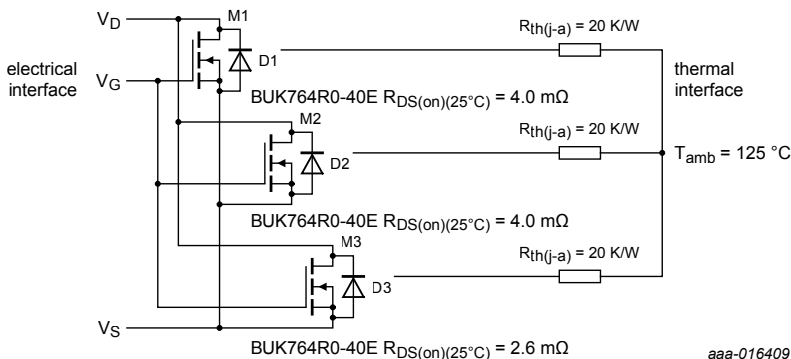 V_D
M1
R_th(j-a) = 20 K/W
D1
electrical
interface
V_G
thermal
interface
BUK764R0-40E R_DS(on)(25°C) = 4.0 mΩ
M2
R_th(j-a) = 20 K/W
D2
T_amb = 125 °C
BUK764R0-40E R_DS(on)(25°C) = 4.0 mΩ
M3
R_th(j-a) = 20 K/W
D3
V_S
BUK764R0-40E R_DS(on)(25°C) = 2.6 mΩ
aaa-016409